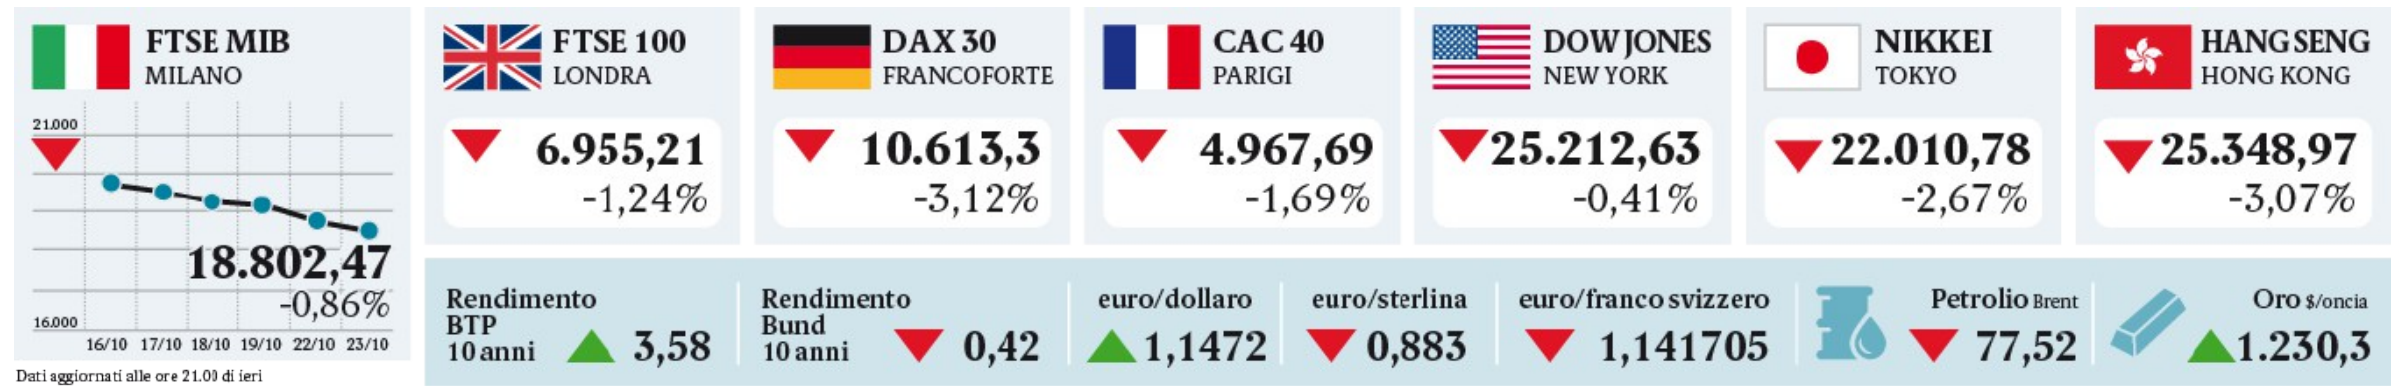 FTSE MIB
MILANO
21.000
18.802,47
-0,86%
16.000
16/10 17/10 18/10 19/10 22/10 23/10
Dati aggiornati alle ore 21.00 di ieri
FTSE 100
LONDRA
6.955,21
-1,24%
DAX 30
FRANCOFORTE
10.613,3
-3,12%
CAC 40
PARIGI
4.967,69
-1,69%
DOW JONES
NEW YORK
25.212,63
-0,41%
NIKKEI
TOKYO
22.010,78
-2,67%
HANG SENG
HONG KONG
25.348,97
-3,07%
Rendimento
BTP
10 anni
3,58
Rendimento
Bund
10 anni
0,42
euro/dollaro
1,1472
euro/sterlina
0,883
euro/franco svizzero
1,141705
Petrolio Brent
77,52
Oro $/oncia
1.230,3